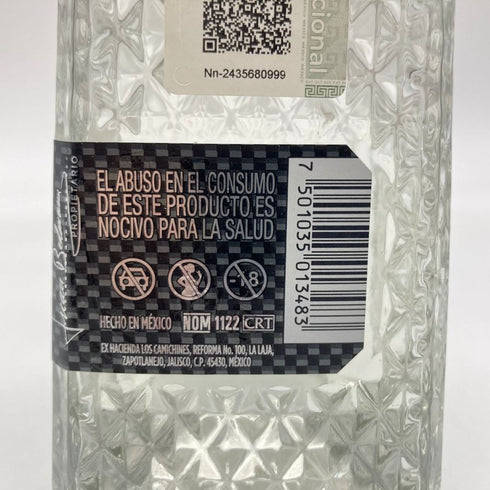 Nn-2435680999
cional
PROPIETARIO
EL ABUSO EN EL CONSUMO
DE ESTE PRODUCTO ES
NOCIVO PARA LA SALUD
-18
HECHO EN MÉXICO NOM 1122 CRT
EX HACIENDA LOS CAMICHINES, REFORMA No. 100, LA LAJA,
ZAPOTLANEJO, JALISCO, C.P. 45430, MÉXICO
7 501035 013483